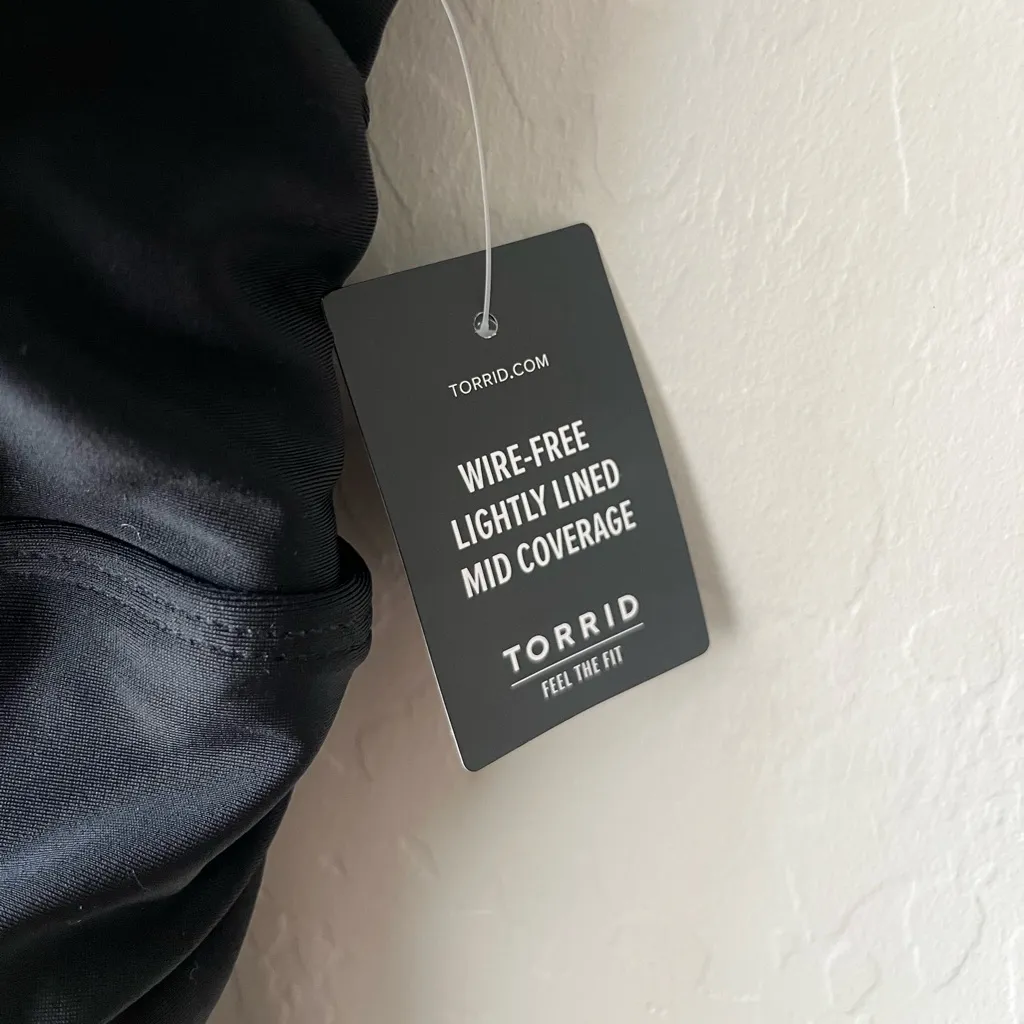 TORRID.COM
WIRE-FREE
LIGHTLY LINED
MID COVERAGE
TORRID
FEEL THE FIT